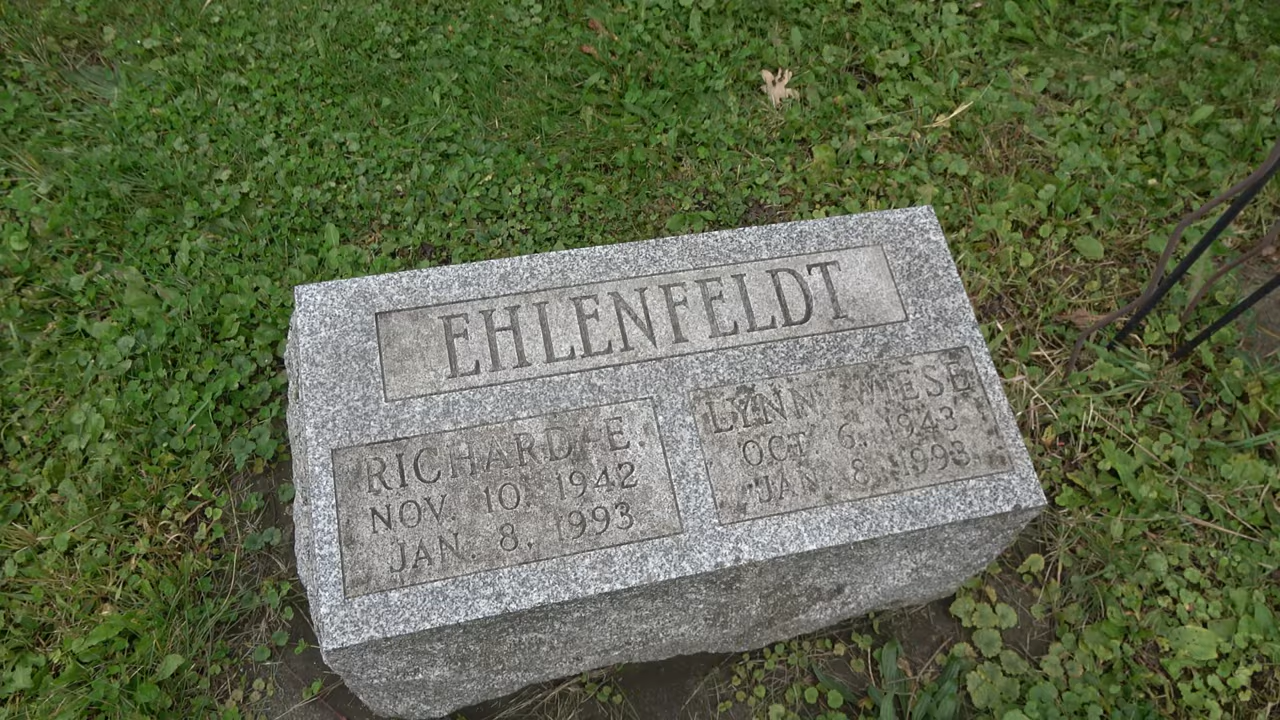 EHLENFELDT
RICHARD E.
NOV. 10, 1942
JAN. 8, 1993
LYNN WIESE
OCT. 6, 1943
JAN. 8, 1993